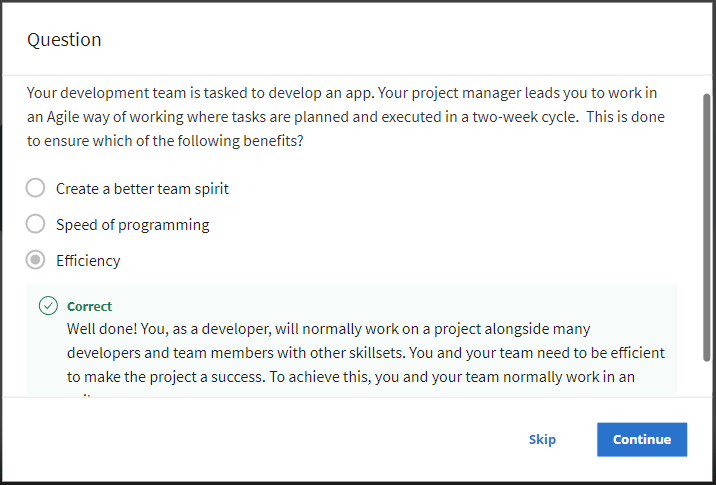 Question
Your development team is tasked to develop an app. Your project manager leads you to work in
an Agile way of working where tasks are planned and executed in a two-week cycle.  This is done
to ensure which of the following benefits?
Create a better team spirit
Speed of programming
Efficiency
Correct
Well done! You, as a developer, will normally work on a project alongside many
developers and team members with other skillsets. You and your team need to be efficient
to make the project a success. To achieve this, you and your team normally work in an
Skip
Continue